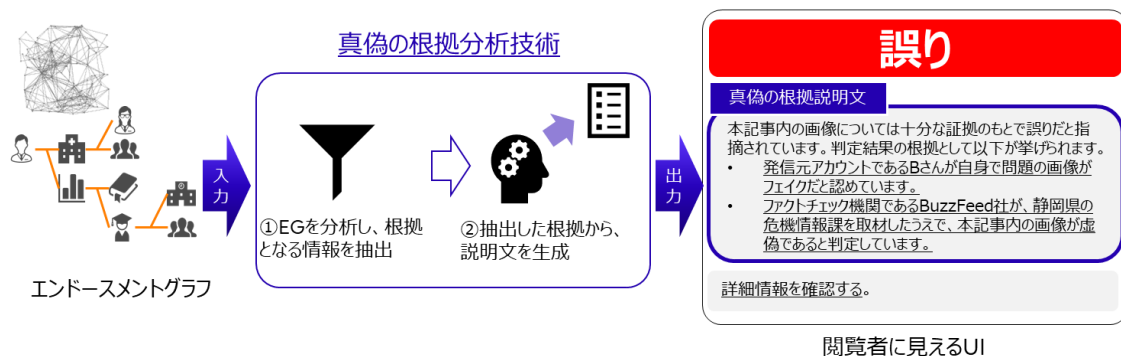 エンドースメントグラフ
入力
真偽の根拠分析技術
①EGを分析し、根拠
となる情報を抽出
②抽出した根拠から、
説明文を生成
出力
誤り
真偽の根拠説明文
本記事内の画像については十分な証拠のもとで誤りだと指
摘されています。判定結果の根拠として以下が挙げられます。
• 発信元アカウントであるBさんが自身で問題の画像が
フェイクだと認めています。
• ファクトチェック機関であるBuzzFeed社が、静岡県の
危機情報課を取材したうえで、本記事内の画像が虚
偽であると判定しています。
詳細情報を確認する。
閲覧者に見えるUI